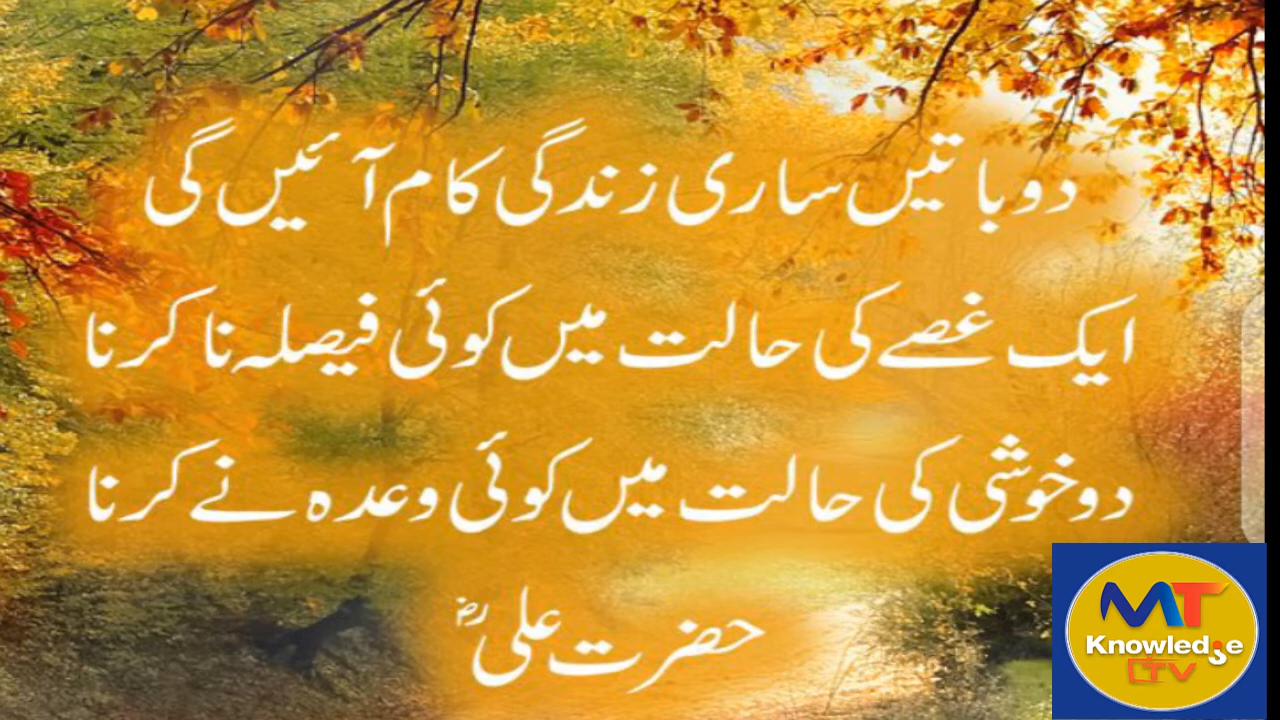 دو باتیں ساری زندگی کام آئیں گی
ایک غصے کی حالت میں کوئی فیصلہ نا کرنا
دو خوشی کی حالت میں کوئی وعدہ نے کرنا
حضرت علیؓ
MT
Knowledge
TV